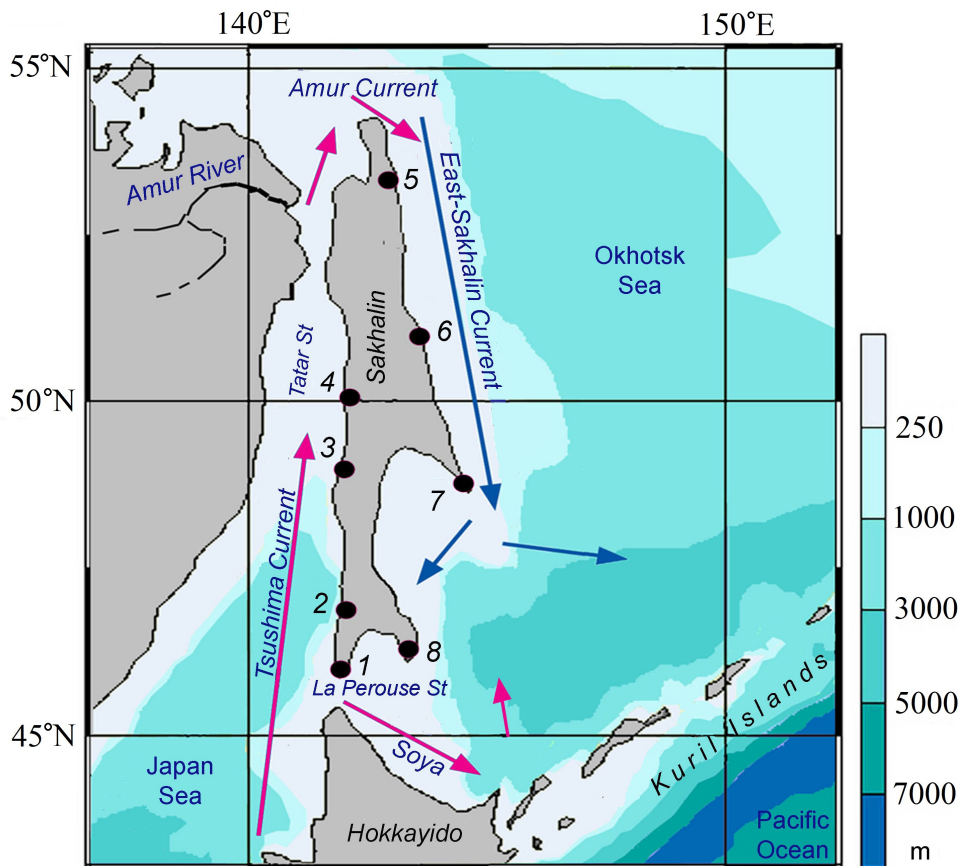 140°E
150°E
55°N
Amur Current
Amur River
5
East-Sakhalin Current
Okhotsk
Sea
6
Sakhalin
Tatar St
4
50°N
250
3
7
1000
Tsushima Current
2
3000
8
1
La Perouse St
Kuril Islands
5000
45°N
Soya
Japan
Sea
7000
Hokkayido
Pacific
Ocean
m